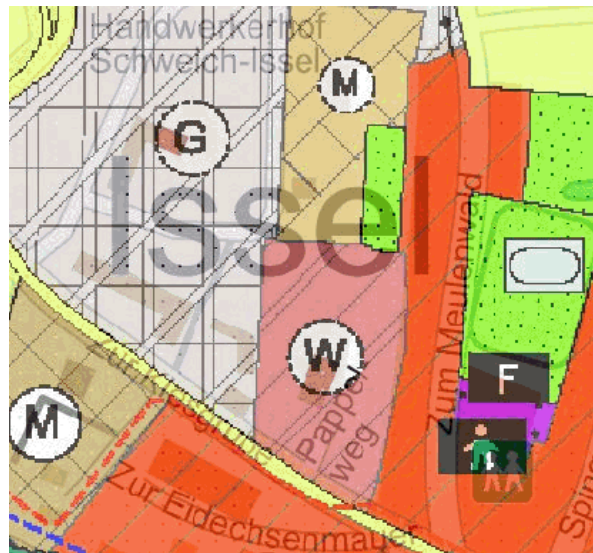 Handwerkerhof
Schweich-Issel
M
G
Issel
Zum Meulenwald
W
F
Pappel
weg
M
Zur Eidechsenmauer